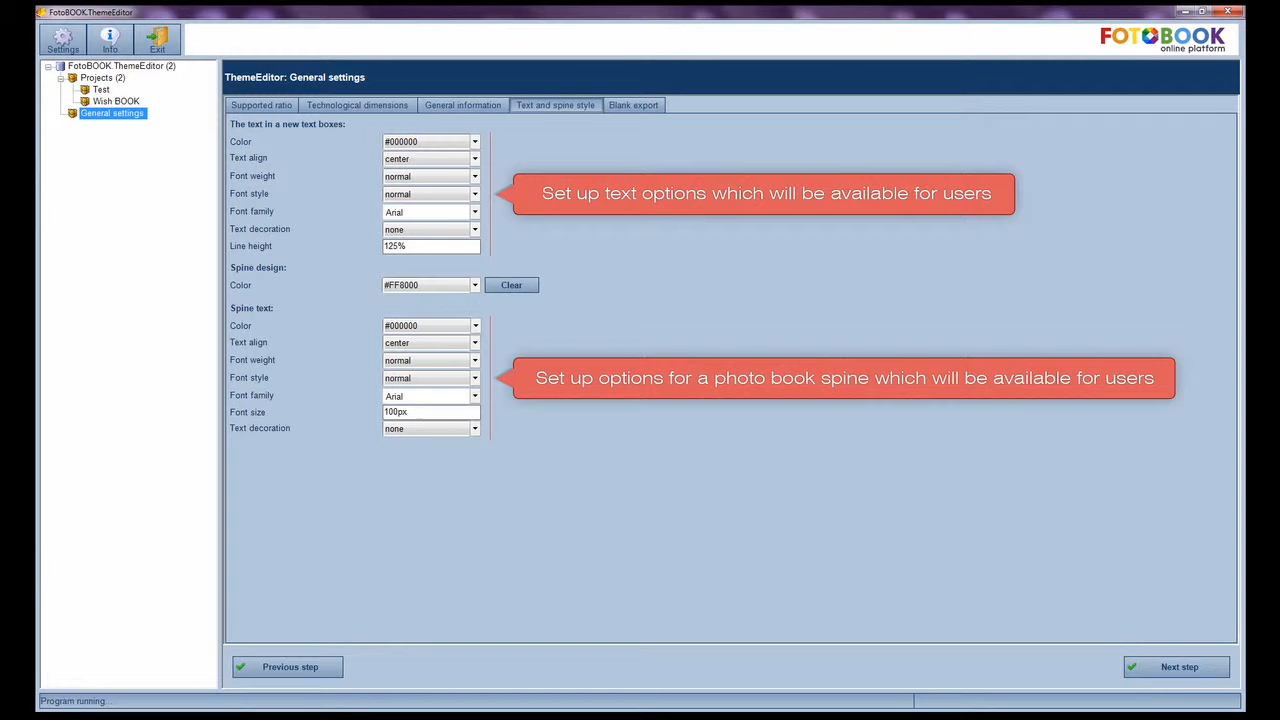 FotoBOOK.ThemeEditor
Settings
Info
Exit
FOTOBOOK
online platform
FotoBOOK.ThemeEditor (2)
Projects (2)
Test
Wish BOOK
General settings
ThemeEditor: General settings
Supported ratio
Technological dimensions
General information
Text and spine style
Blank export
The text in a new text boxes:
Color #000000
Text align center
Font weight normal
Font style normal
Font family Arial
Text decoration none
Line height 125%
Set up text options which will be available for users
Spine design:
Color #FF8000 Clear
Spine text:
Color #000000
Text align center
Font weight normal
Font style normal
Font family Arial
Font size 100px
Text decoration none
Set up options for a photo book spine which will be available for users
Previous step
Next step
Program running...